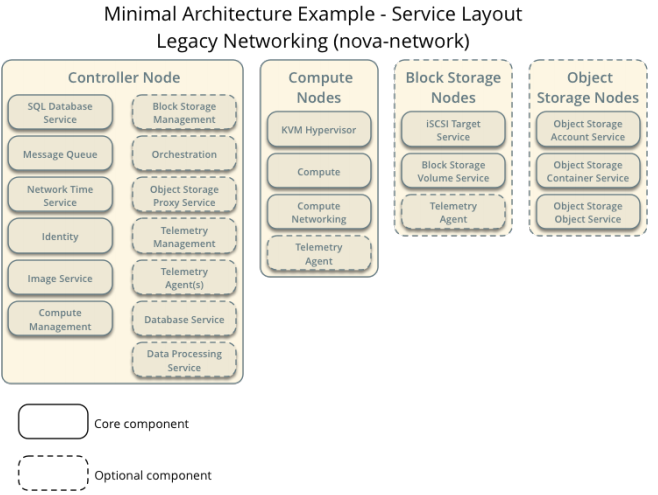 Minimal Architecture Example - Service Layout
Legacy Networking (nova-network)
Controller Node
SQL Database
Service
Message Queue
Network Time
Service
Identity
Image Service
Compute
Management
Block Storage
Management
Orchestration
Object Storage
Proxy Service
Telemetry
Management
Telemetry
Agent(s)
Database Service
Data Processing
Service
Compute
Nodes
KVM Hypervisor
Compute
Compute
Networking
Telemetry
Agent
Block Storage
Nodes
iSCSI Target
Service
Block Storage
Volume Service
Telemetry
Agent
Object
Storage Nodes
Object Storage
Account Service
Object Storage
Container Service
Object Storage
Object Service
Core component
Optional component